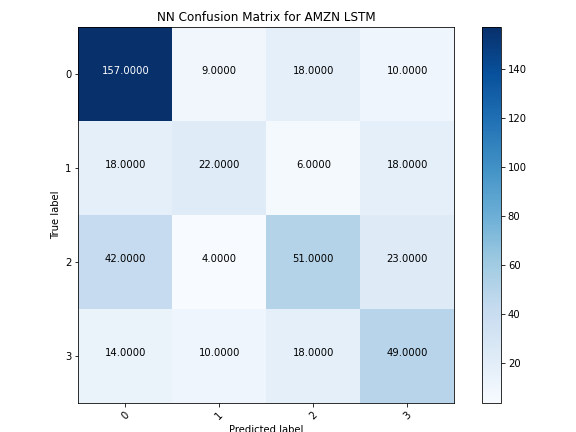 NN Confusion Matrix for AMZN LSTM
0 157.0000 9.0000 18.0000 10.0000
1 18.0000 22.0000 6.0000 18.0000
2 42.0000 4.0000 51.0000 23.0000
3 14.0000 10.0000 18.0000 49.0000
0 1 2 3
True label
Predicted label
140
120
100
80
60
40
20